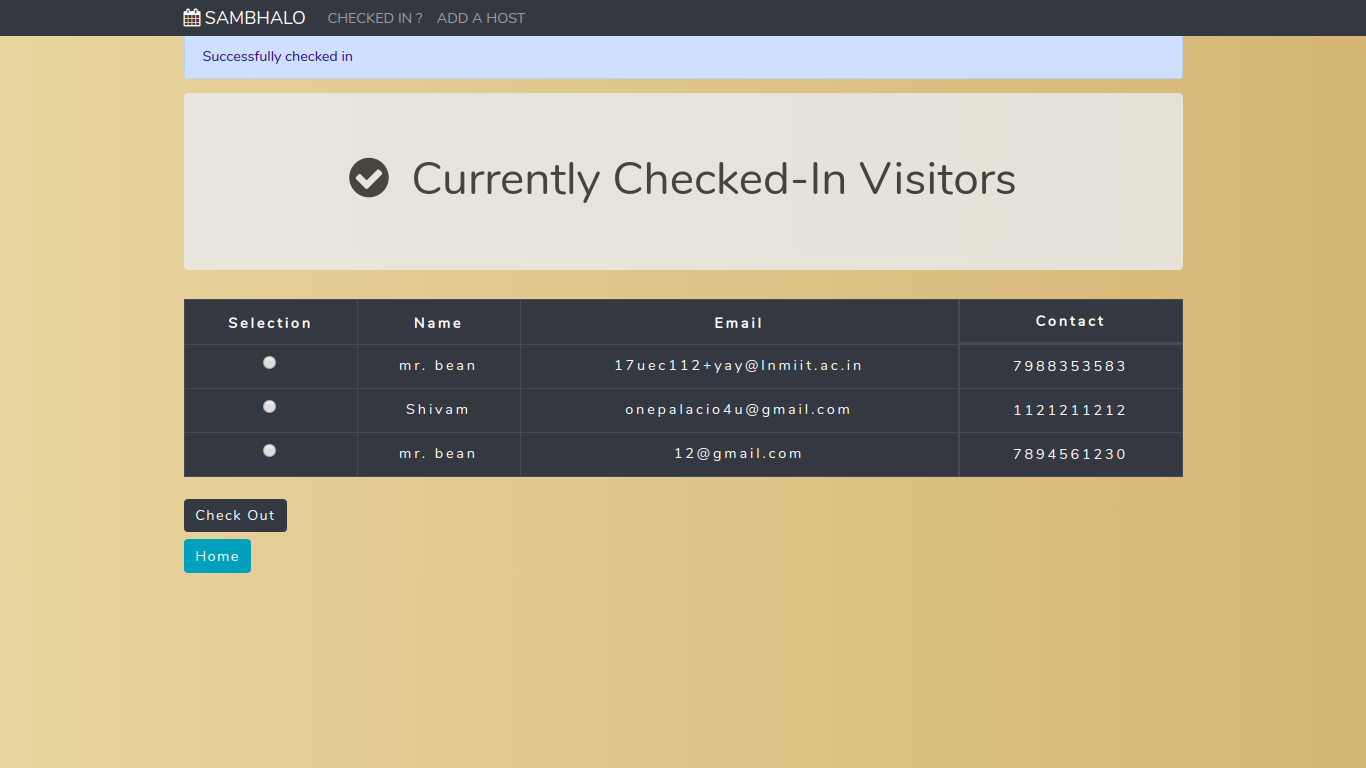 SAMBHALO CHECKED IN ? ADD A HOST
Successfully checked in
Currently Checked-In Visitors
Selection Name Email Contact
mr. bean 17uec112+yay@lnmiit.ac.in 7988353583
Shivam onepalacio4u@gmail.com 1121211212
mr. bean 12@gmail.com 7894561230
Check Out
Home